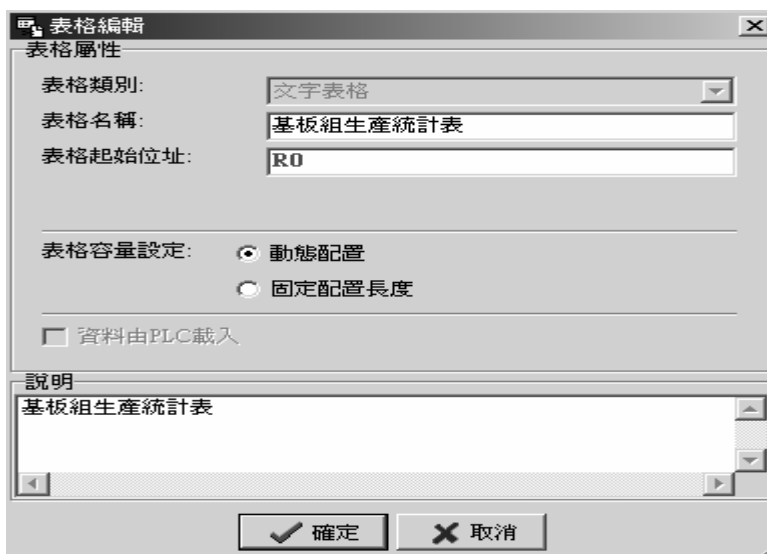 表格編輯
表格屬性
表格類別:
文字表格
表格名稱:
基板組生產統計表
表格起始位址:
R0
表格容量設定:
動態配置
固定配置長度
資料由PLC載入
說明
基板組生產統計表
確定
取消